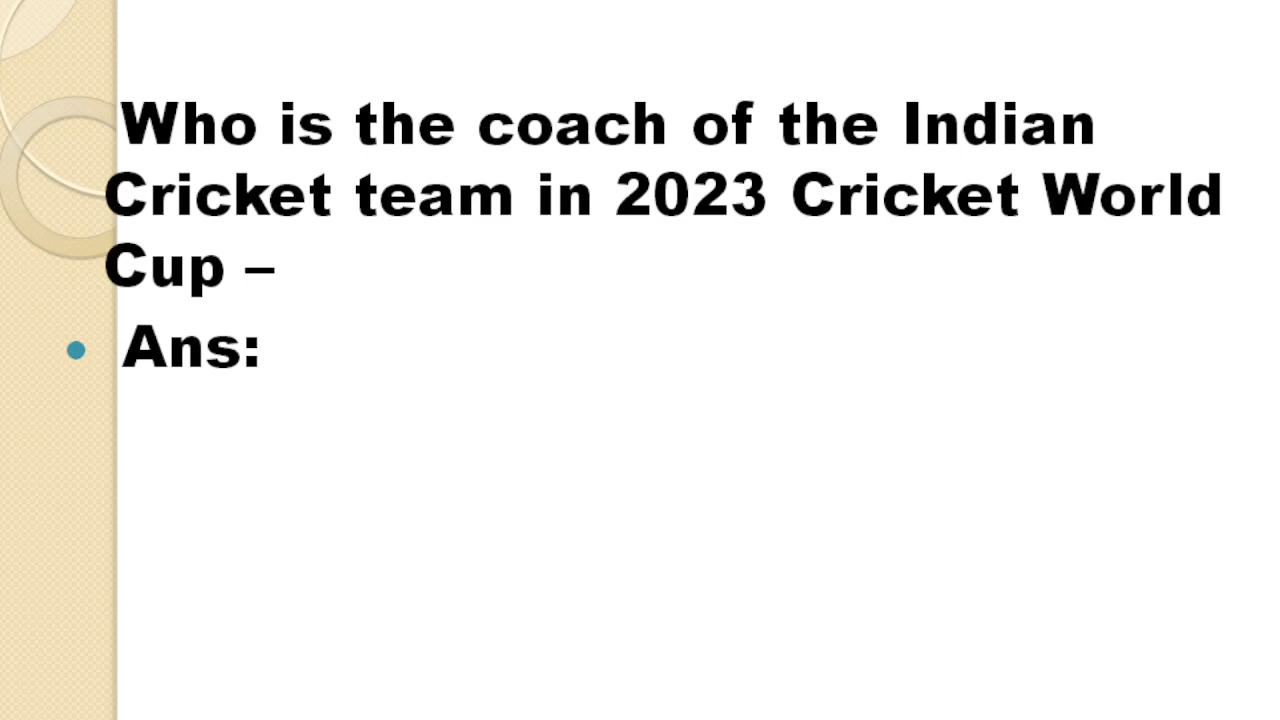 Who is the coach of the Indian
Cricket team in 2023 Cricket World
Cup –
• Ans: